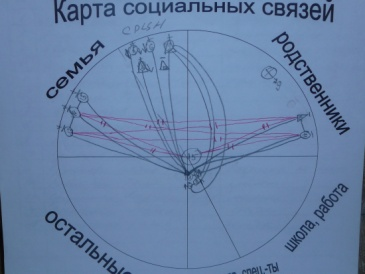 Карта социальных связей
семья
родственники
школа, работа
остальные
спец.-ты